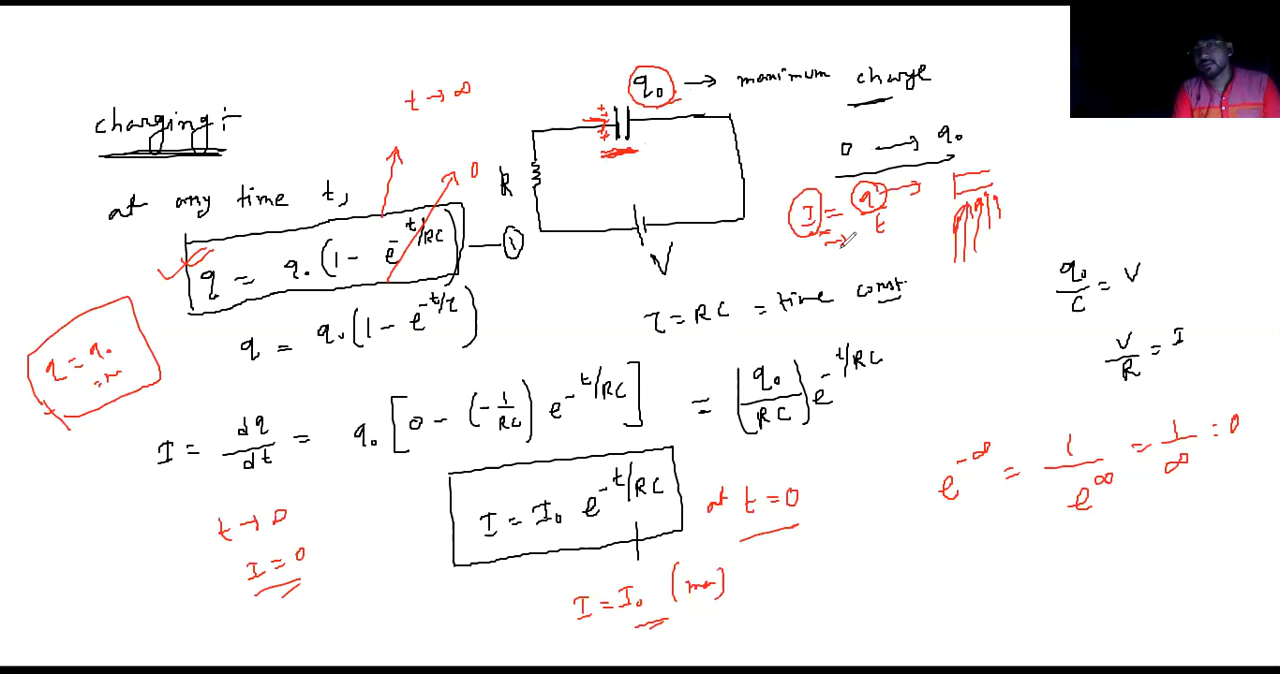 charging :-
at any time t,
q = q₀ (1 - e^-t/RC) — ①
t → ∞
0
q = q₀ (1 - e^-t/τ)
q = q₀
I = dq/dt = q₀ [0 - (-1/RC) e^-t/RC] = (q₀/RC) e^-t/RC
I = I₀ e^-t/RC
t → ∞
I = 0
at t = 0
I = I₀ (max)
q₀ → maximum charge
R
V
0 → q₀
I = q/t →
τ = RC = time const.
q₀/C = V
V/R = I
e^-∞ = 1/e^∞ = 1/∞ = 0